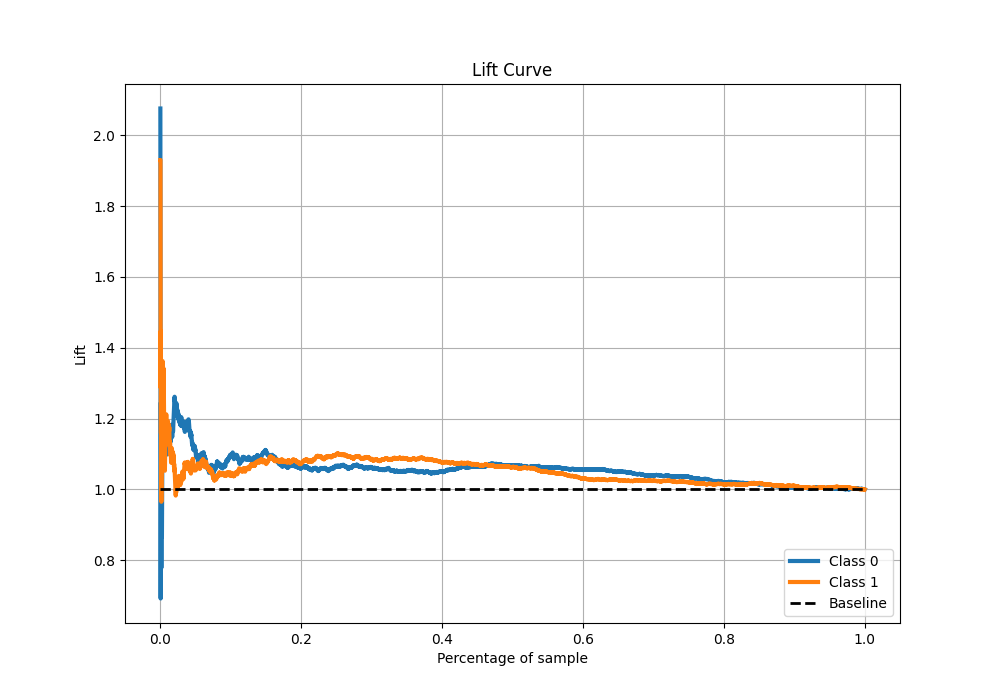 Lift Curve
2.0
1.8
1.6
1.4
1.2
1.0
0.8
Lift
0.0 0.2 0.4 0.6 0.8 1.0
Percentage of sample
Class 0
Class 1
Baseline